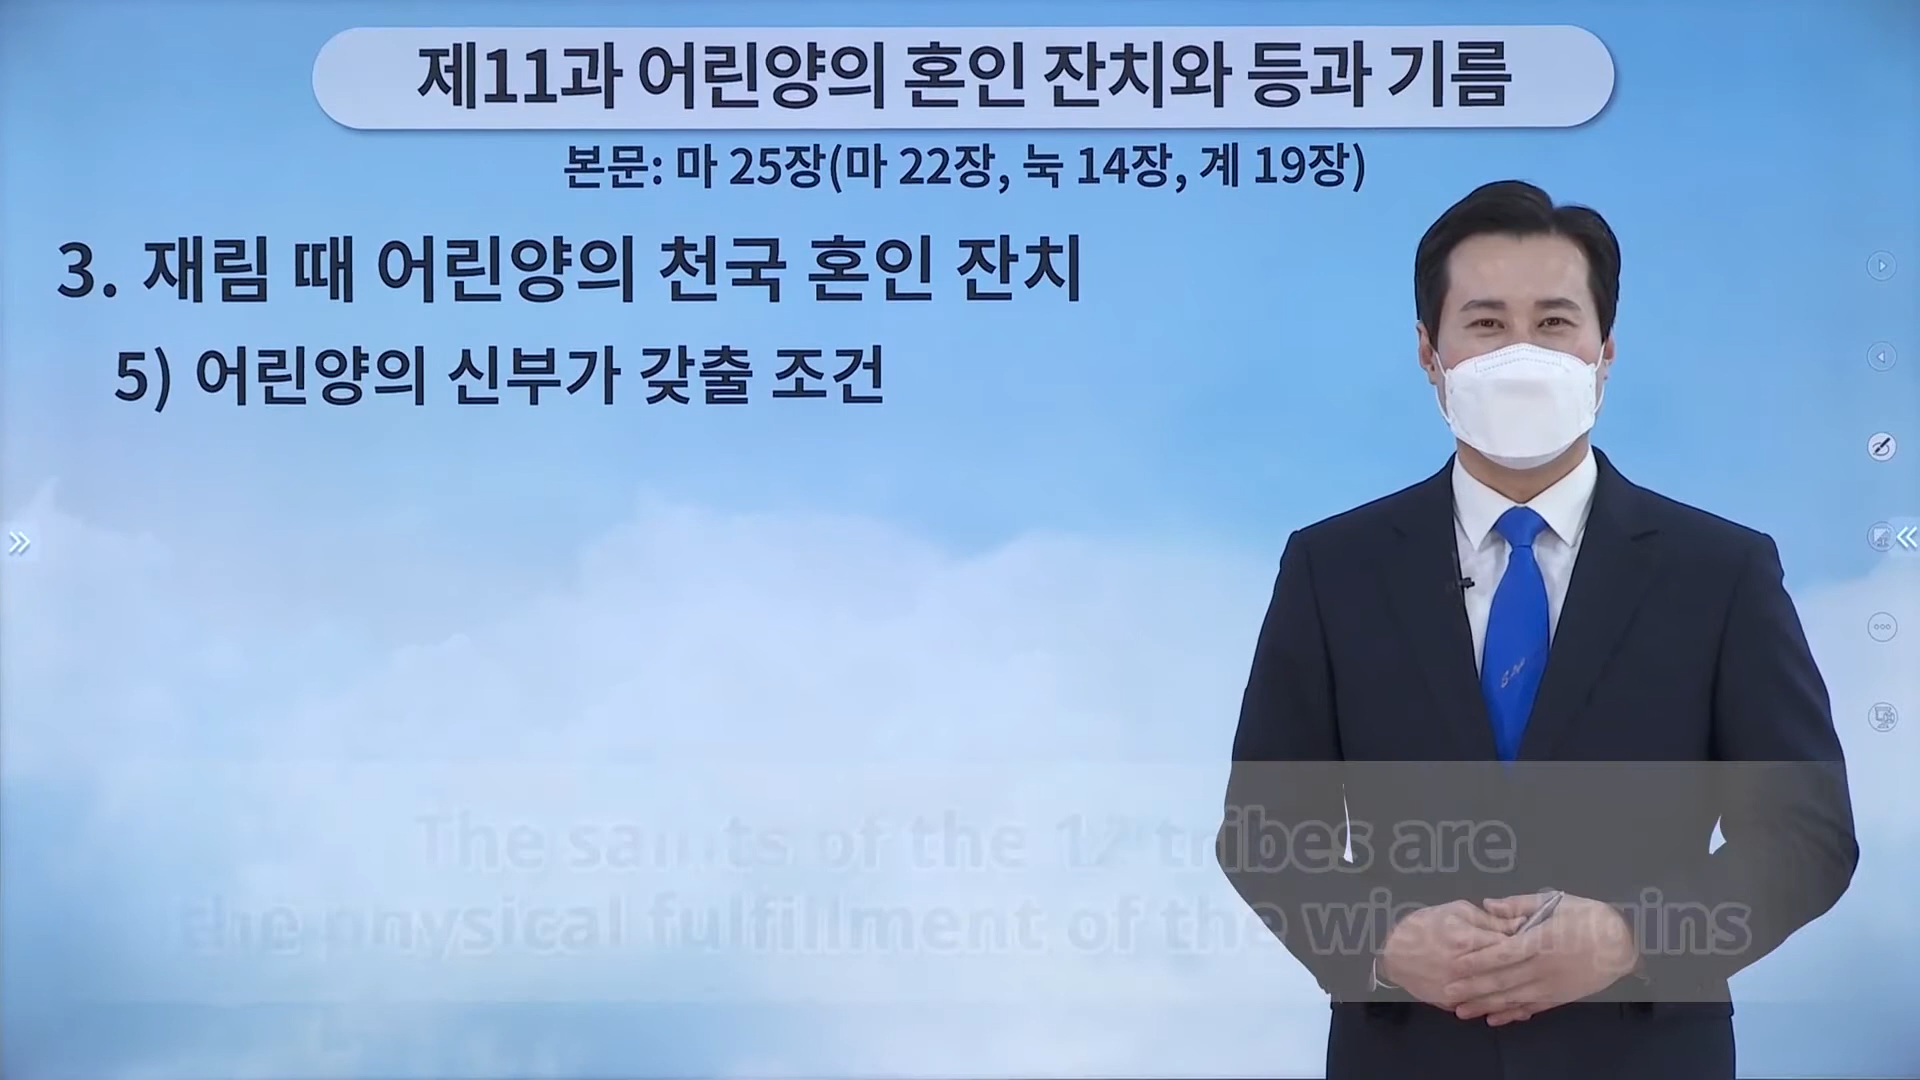 제11과 어린양의 혼인 잔치와 등과 기름
본문: 마 25장(마 22장, 눅 14장, 계 19장)
3. 재림 때 어린양의 천국 혼인 잔치
5) 어린양의 신부가 갖출 조건
The saints of the 12 tribes are
the physical fulfillment of the wise virgins